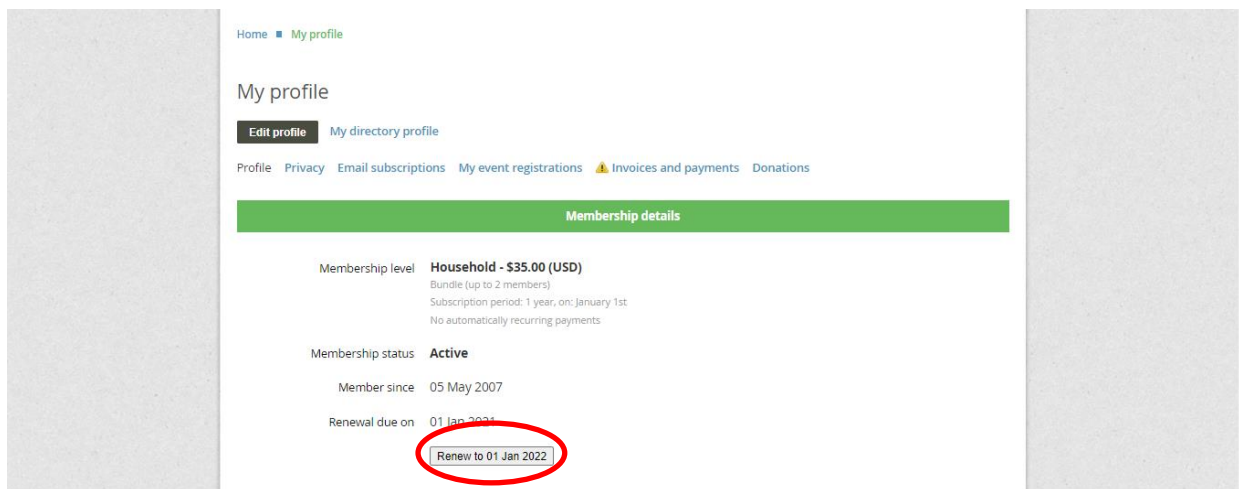 Home My profile
My profile
Edit profile My directory profile
Profile Privacy Email subscriptions My event registrations Invoices and payments Donations
Membership details
Membership level Household - $35.00 (USD)
Bundle (up to 2 members)
Subscription period: 1 year, on: January 1st
No automatically recurring payments
Membership status Active
Member since 05 May 2007
Renewal due on 01 Jan 2021
Renew to 01 Jan 2022